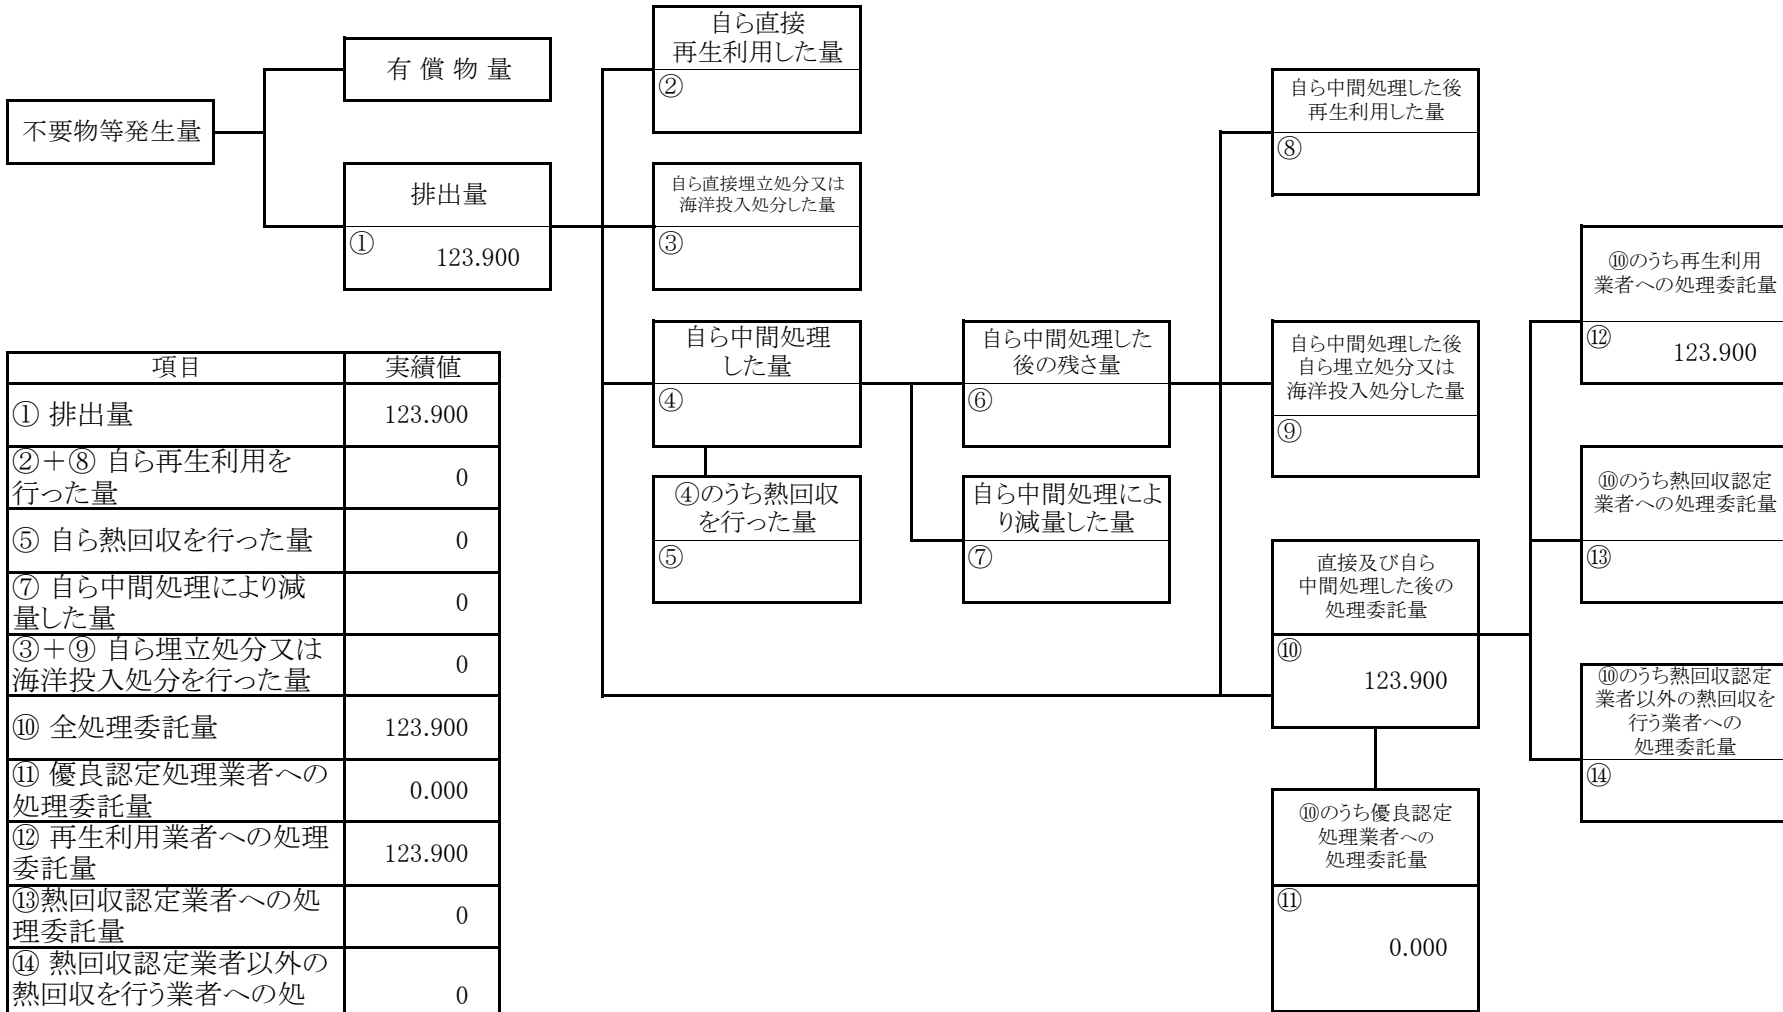 不要物等発生量
有 償 物 量
排出量
①
123.900
自ら直接
再生利用した量
②
自ら直接埋立処分又は
海洋投入処分した量
③
自ら中間処理
した量
④
④のうち熱回収
を行った量
⑤
自ら中間処理した
後の残さ量
⑥
自ら中間処理によ
り減量した量
⑦
自ら中間処理した後
再生利用した量
⑧
自ら中間処理した後
自ら埋立処分又は
海洋投入処分した量
⑨
直接及び自ら
中間処理した後の
処理委託量
⑩
123.900
⑩のうち優良認定
処理業者への
処理委託量
⑪
0.000
⑩のうち再生利用
業者への処理委託量
⑫
123.900
⑩のうち熱回収認定
業者への処理委託量
⑬
⑩のうち熱回収認定
業者以外の熱回収を
行う業者への
処理委託量
⑭
項目 実績値
① 排出量 123.900
②＋⑧ 自ら再生利用を
行った量 0
⑤ 自ら熱回収を行った量 0
⑦ 自ら中間処理により減
量した量 0
③＋⑨ 自ら埋立処分又は
海洋投入処分を行った量 0
⑩ 全処理委託量 123.900
⑪ 優良認定処理業者への
処理委託量 0.000
⑫ 再生利用業者への処理
委託量 123.900
⑬熱回収認定業者への処
理委託量 0
⑭ 熱回収認定業者以外の
熱回収を行う業者への処 0